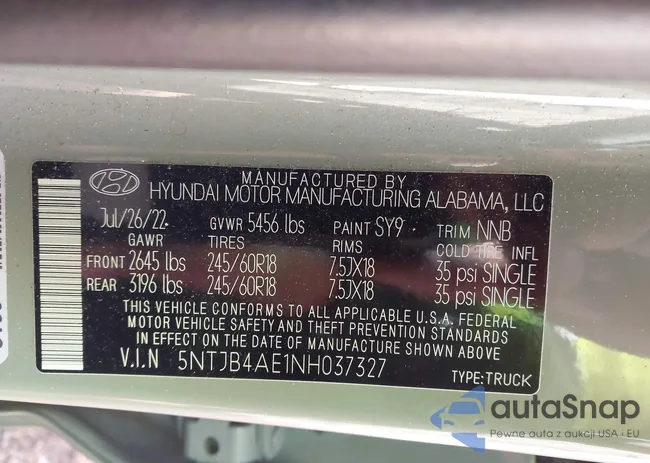 MANUFACTURED BY
HYUNDAI MOTOR MANUFACTURING ALABAMA, LLC
Jul/26/22 GVWR 5456 lbs PAINT SY9 TRIM NNB
GAWR TIRES RIMS COLD TIRE INFL
FRONT 2645 lbs 245/60R18 7.5JX18 35 psi SINGLE
REAR 3196 lbs 245/60R18 7.5JX18 35 psi SINGLE
THIS VEHICLE CONFORMS TO ALL APPLICABLE U.S.A. FEDERAL
MOTOR VEHICLE SAFETY AND THEFT PREVENTION STANDARDS
IN EFFECT ON THE DATE OF MANUFACTURE SHOWN ABOVE.
V.I.N 5NTJB4AE1NH037327 TYPE:TRUCK
autaSnap
Pewne auta z aukcji USA i EU